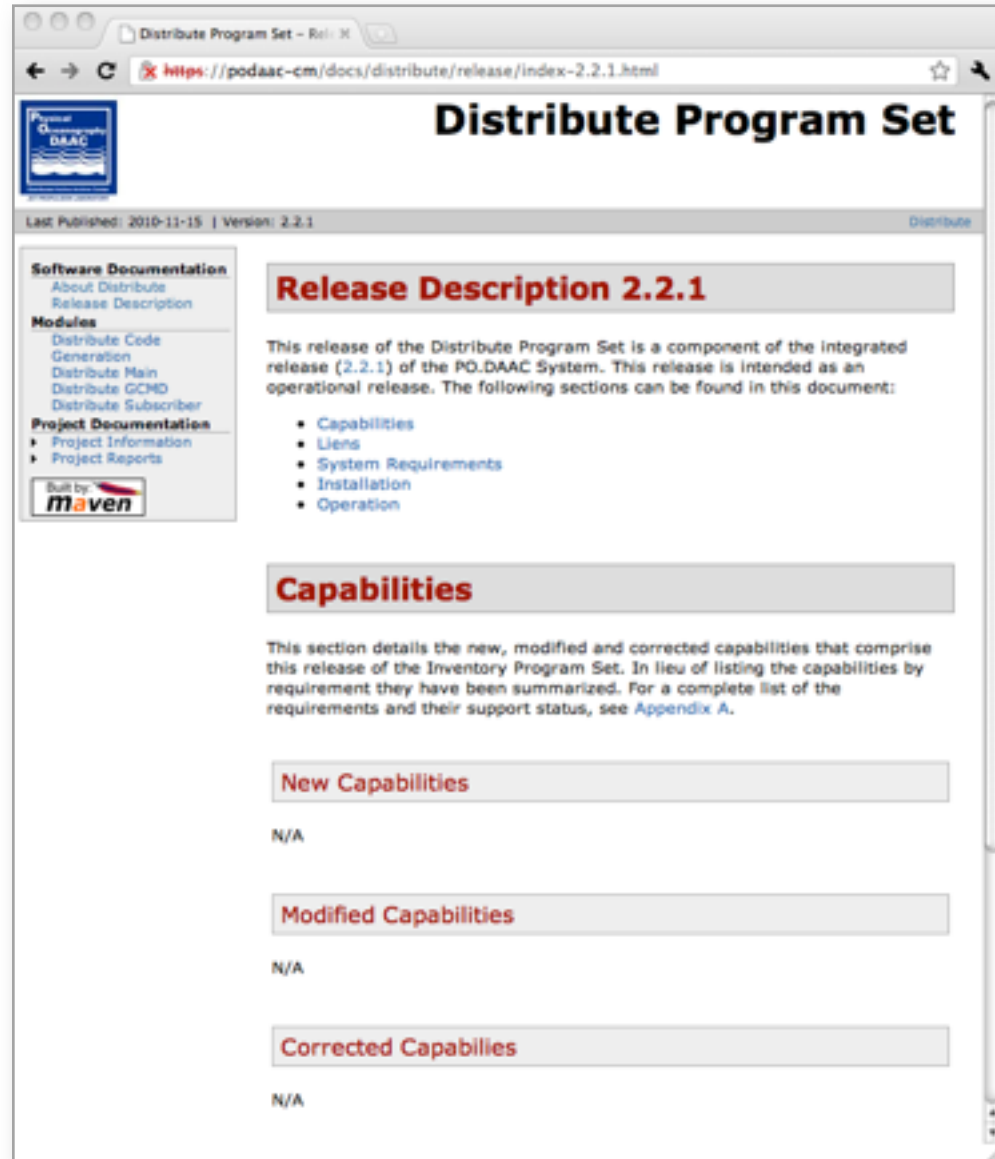 Distribute Program Set – Rel
https://podaac-cm/docs/distribute/release/index-2.2.1.html
Physical
Oceanography
DAAC
Distribute Program Set
Last Published: 2010-11-15 | Version: 2.2.1
Distribute
Software Documentation
About Distribute
Release Description
Modules
Distribute Code
Generation
Distribute Main
Distribute GCMD
Distribute Subscriber
Project Documentation
Project Information
Project Reports
Built by:
maven
Release Description 2.2.1
This release of the Distribute Program Set is a component of the integrated
release (2.2.1) of the PO.DAAC System. This release is intended as an
operational release. The following sections can be found in this document:
• Capabilities
• Liens
• System Requirements
• Installation
• Operation
Capabilities
This section details the new, modified and corrected capabilities that comprise
this release of the Inventory Program Set. In lieu of listing the capabilities by
requirement they have been summarized. For a complete list of the
requirements and their support status, see Appendix A.
New Capabilities
N/A
Modified Capabilities
N/A
Corrected Capabilies
N/A